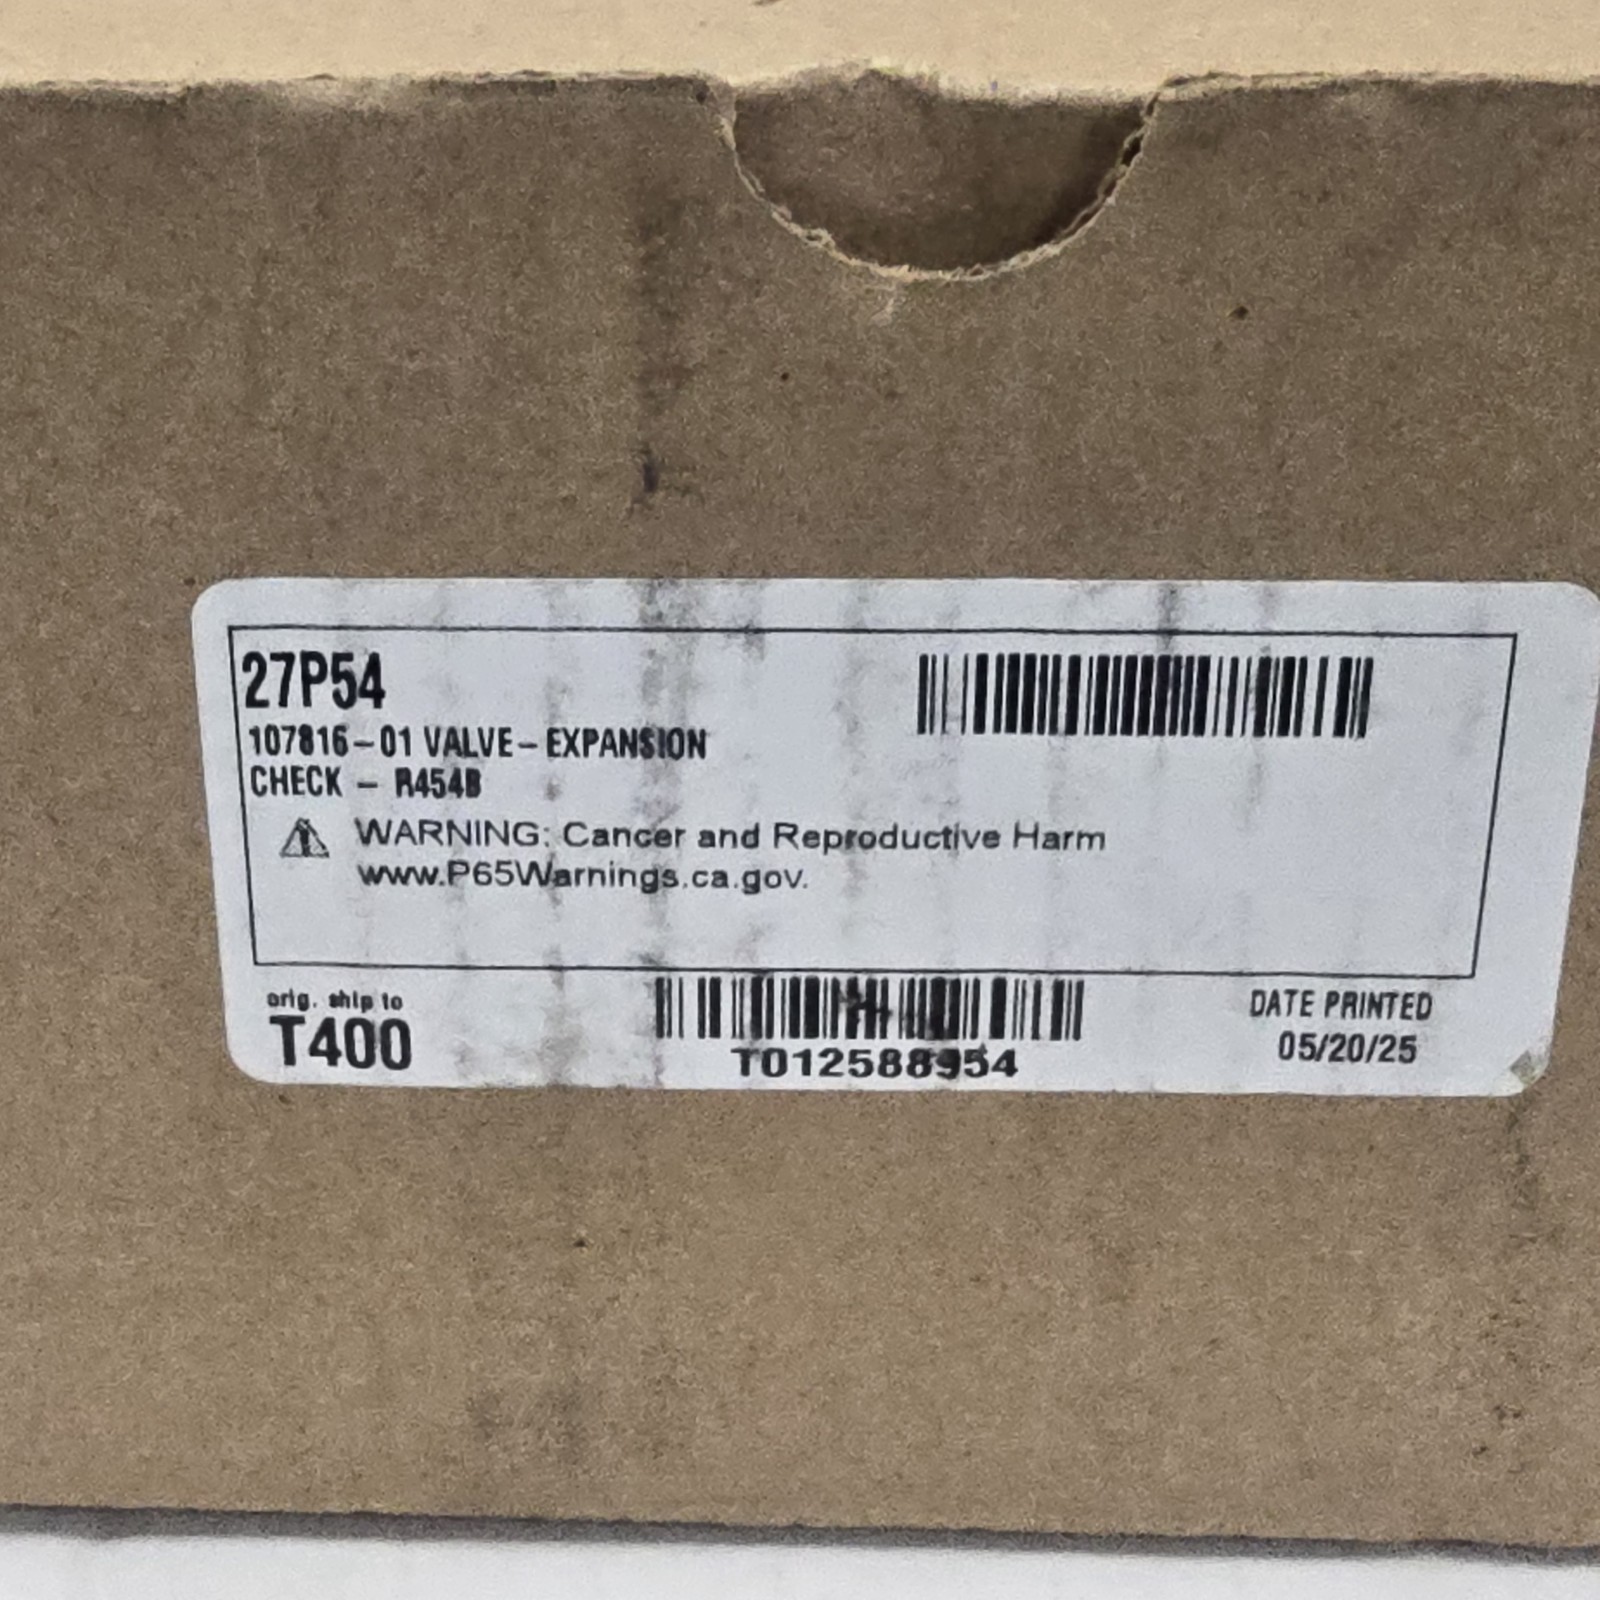 27P54
107816-01 VALVE-EXPANSION
CHECK - R454B
WARNING: Cancer and Reproductive Harm
www.P65Warnings.ca.gov.
orig. ship to
T400
T012588954
DATE PRINTED
05/20/25